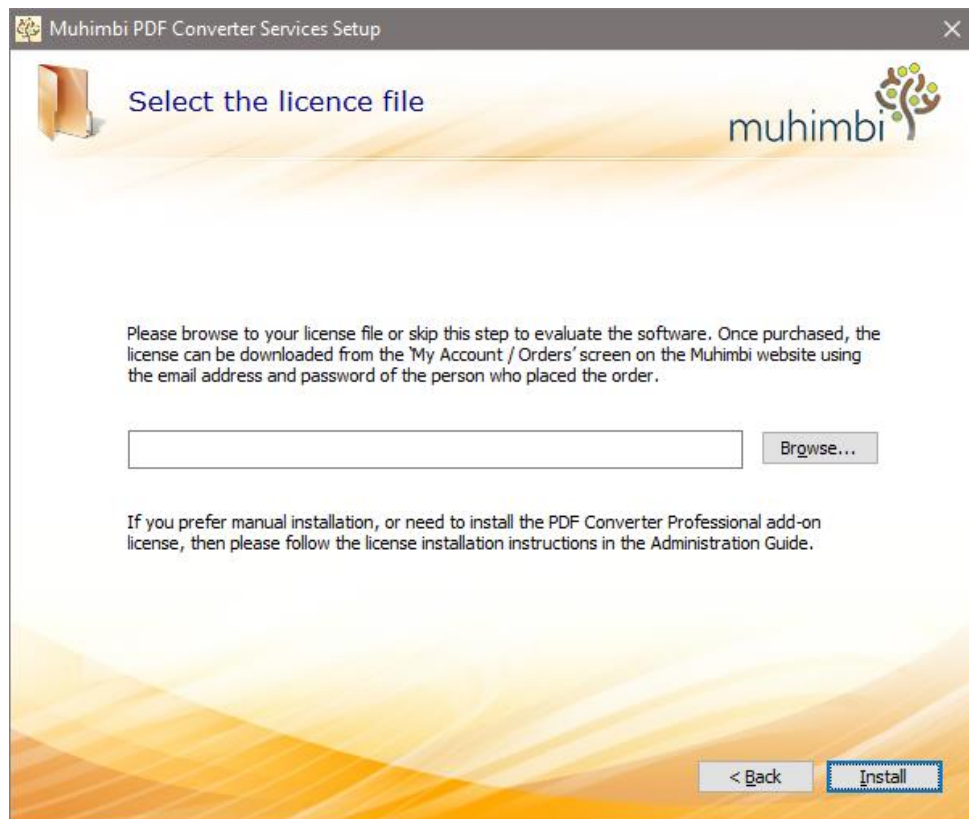 Muhimbi PDF Converter Services Setup
Select the licence file
muhimbi
Please browse to your license file or skip this step to evaluate the software. Once purchased, the
license can be downloaded from the 'My Account / Orders' screen on the Muhimbi website using
the email address and password of the person who placed the order.
Browse...
If you prefer manual installation, or need to install the PDF Converter Professional add-on
license, then please follow the license installation instructions in the Administration Guide.
< Back
Install